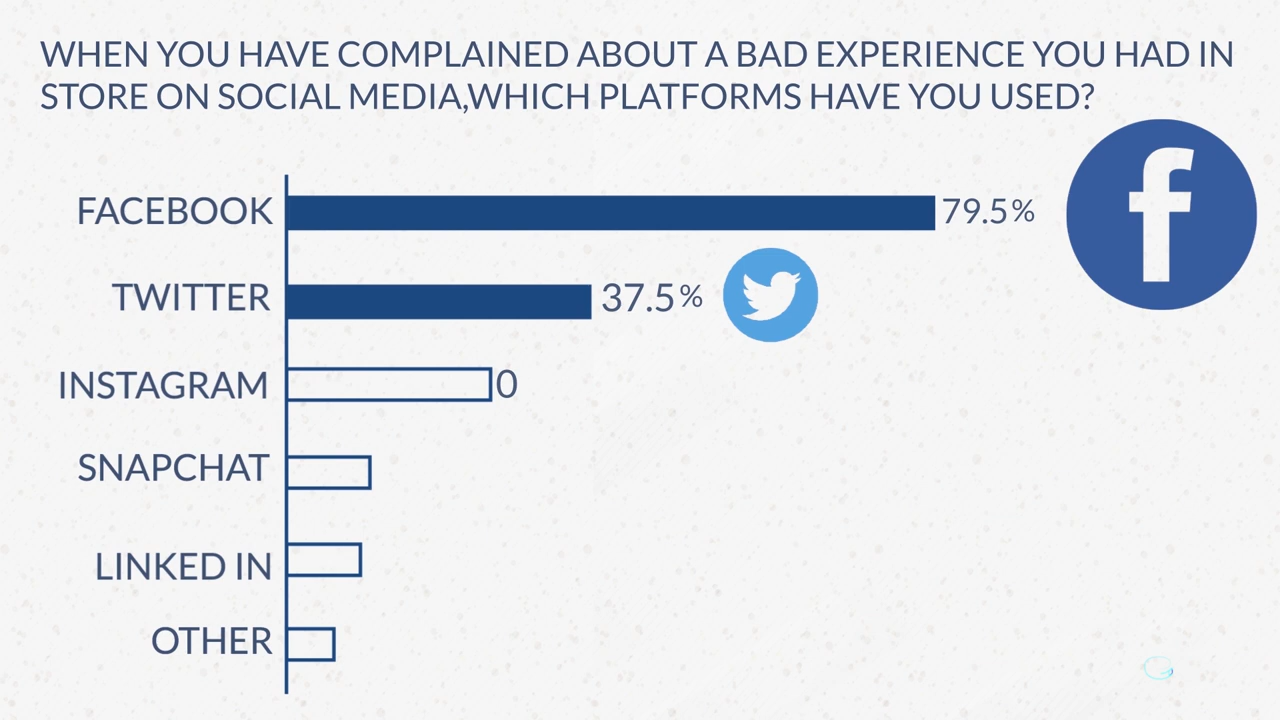 WHEN YOU HAVE COMPLAINED ABOUT A BAD EXPERIENCE YOU HAD IN
STORE ON SOCIAL MEDIA,WHICH PLATFORMS HAVE YOU USED?
FACEBOOK 79.5%
TWITTER 37.5%
INSTAGRAM 0
SNAPCHAT
LINKED IN
OTHER